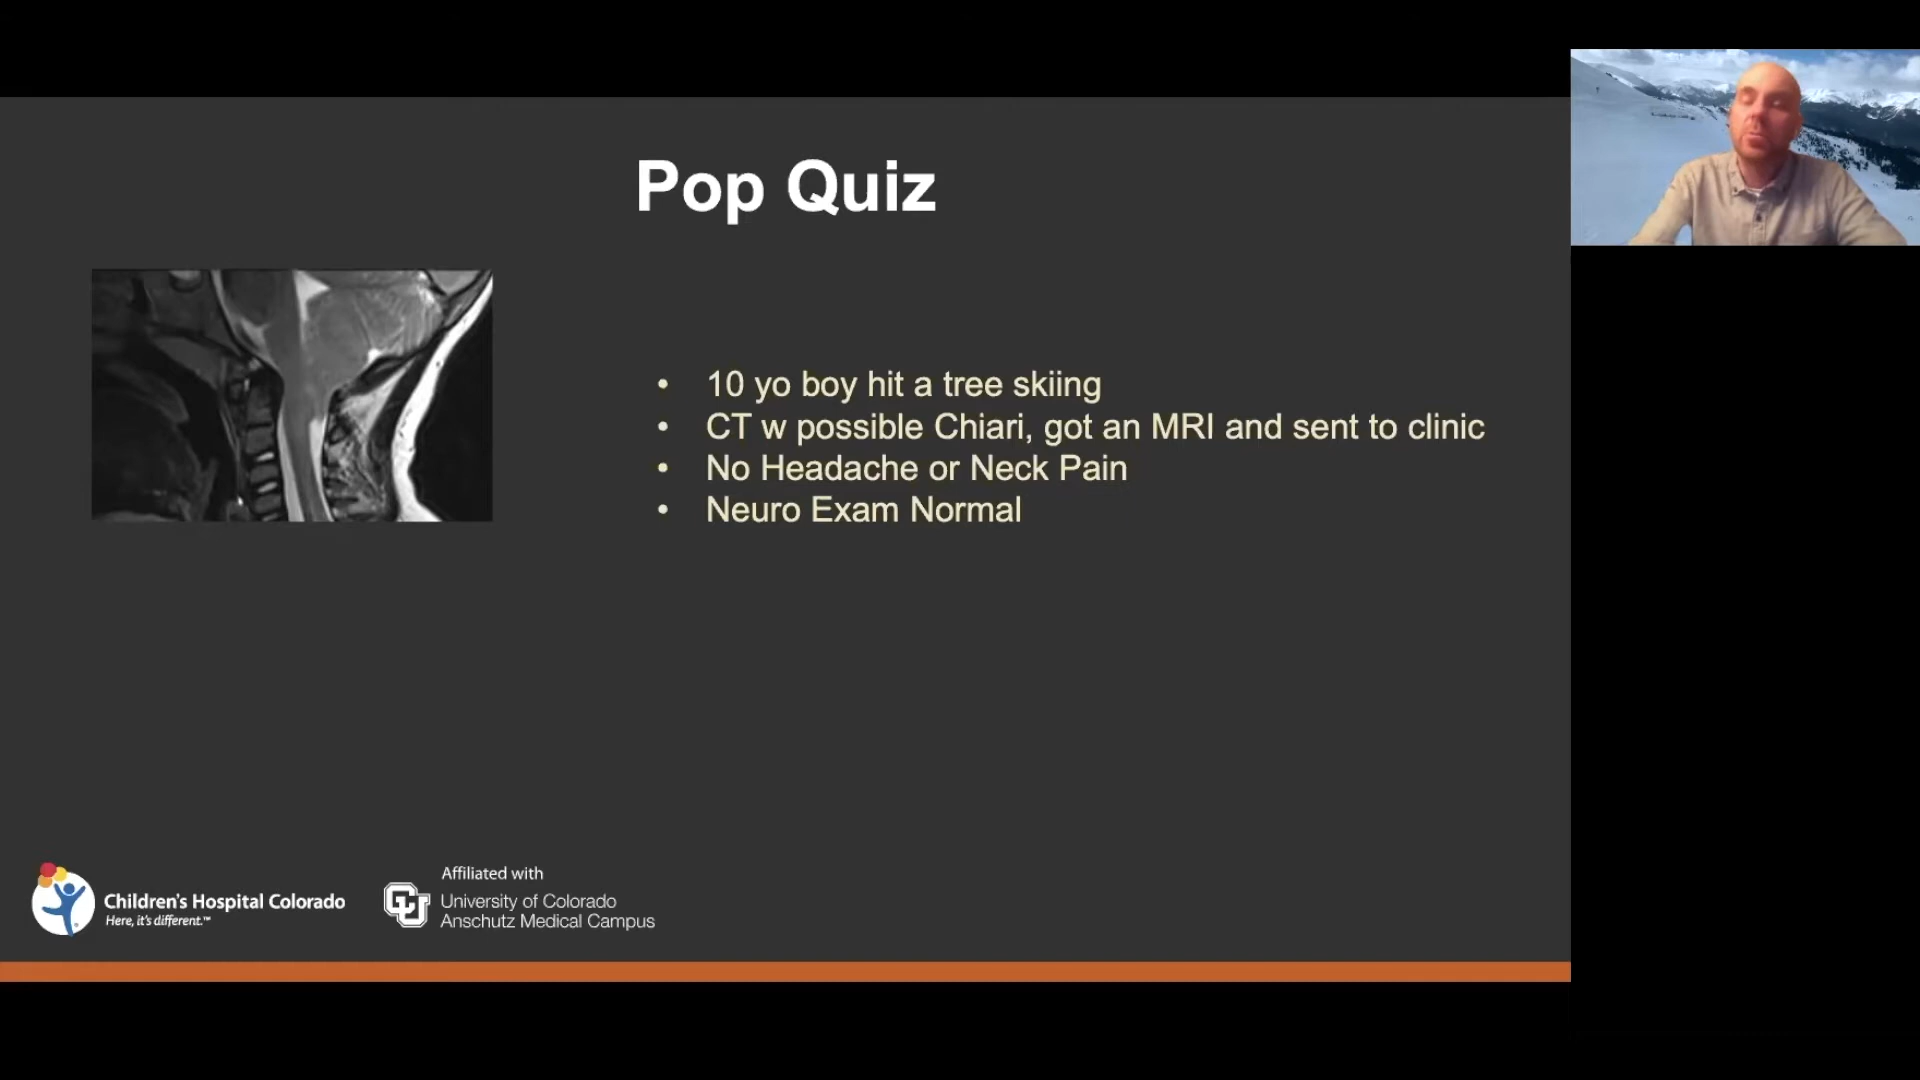 Pop Quiz
• 10 yo boy hit a tree skiing
• CT w possible Chiari, got an MRI and sent to clinic
• No Headache or Neck Pain
• Neuro Exam Normal
Children's Hospital Colorado
Here, it's different.™
Affiliated with
University of Colorado
Anschutz Medical Campus